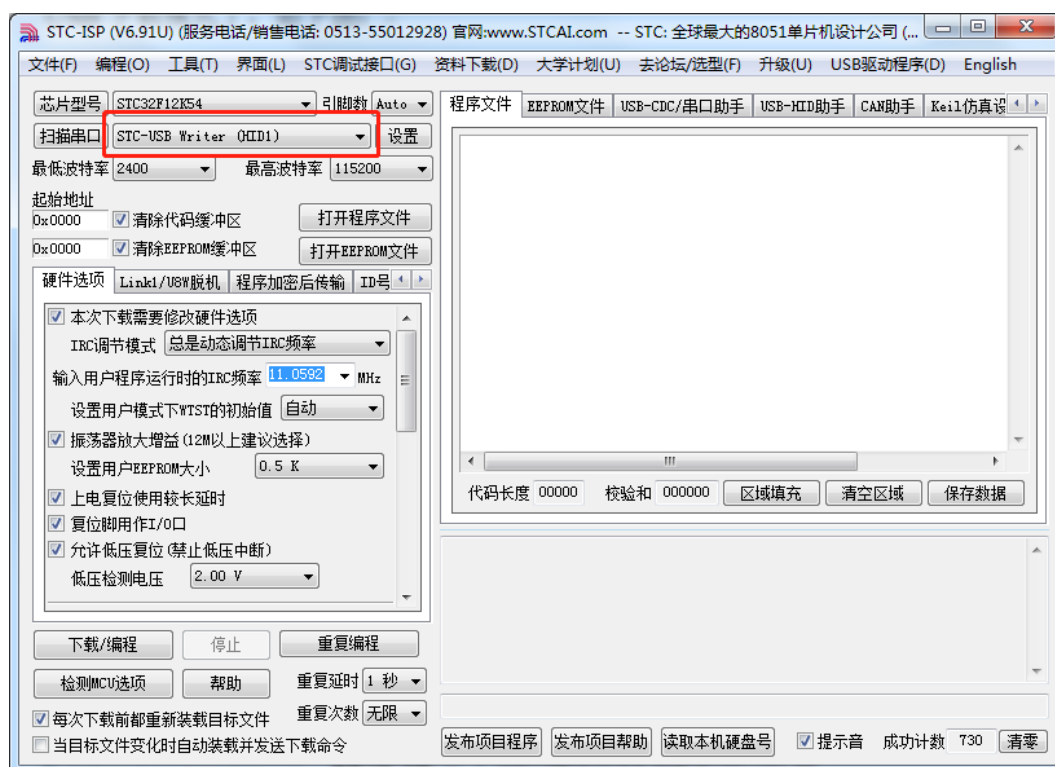 STC-ISP (V6.91U) (服务电话/销售电话: 0513-55012928) 官网:www.STCAI.com -- STC: 全球最大的8051单片机设计公司 (...
文件(F) 编程(O) 工具(T) 界面(L) STC调试接口(G) 资料下载(D) 大学计划(U) 去论坛/选型(F) 升级(U) USB驱动程序(D) English
芯片型号 STC32F12K54 引脚数 Auto
扫描串口 STC-USB Writer (HID1) 设置
最低波特率 2400 最高波特率 115200
起始地址
0x0000 清除代码缓冲区 打开程序文件
0x0000 清除EEPROM缓冲区 打开EEPROM文件
硬件选项 Link1/U8W脱机 程序加密后传输 ID号
本次下载需要修改硬件选项
IRC调节模式 总是动态调节IRC频率
输入用户程序运行时的IRC频率 11.0592 MHz
设置用户模式下WTST的初始值 自动
振荡器放大增益(12M以上建议选择)
设置用户EEPROM大小 0.5 K
上电复位使用较长延时
复位脚用作I/O口
允许低压复位(禁止低压中断)
低压检测电压 2.00 V
下载/编程 停止 重复编程
检测MCU选项 帮助 重复延时 1 秒
每次下载前都重新装载目标文件 重复次数 无限
当目标文件变化时自动装载并发送下载命令
程序文件 EEPROM文件 USB-CDC/串口助手 USB-HID助手 CAN助手 Keil仿真设
代码长度 00000 校验和 000000 区域填充 清空区域 保存数据
发布项目程序 发布项目帮助 读取本机硬盘号 提示音 成功计数 730 清零